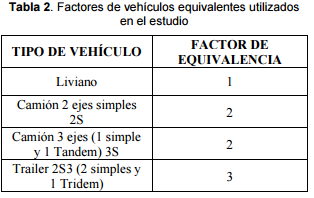 Tabla 2. Factores de vehículos equivalentes utilizados
en el estudio
TIPO DE VEHÍCULO
FACTOR DE
EQUIVALENCIA
Liviano
1
Camión 2 ejes simples
2S
2
Camión 3 ejes (1 simple
y 1 Tandem) 3S
2
Trailer 2S3 (2 simples y
1 Tridem)
3